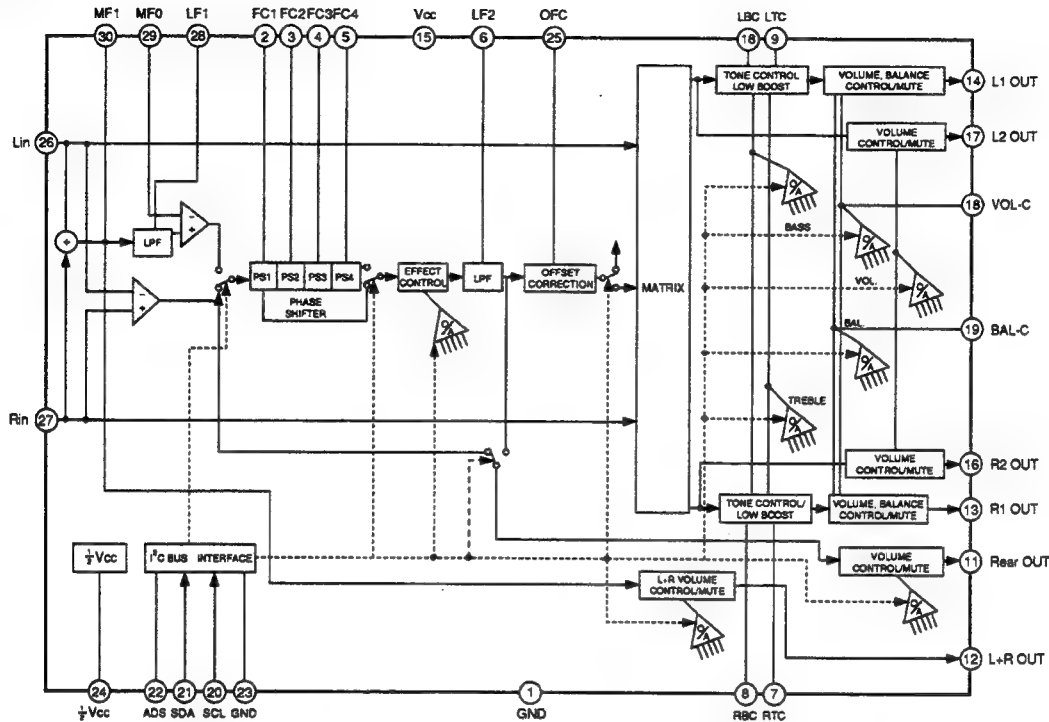 MF1 MF0 LF1 FC1 FC2 FC3 FC4 Vcc LF2 OFC LBC LTC
30 29 28 2 3 4 5 15 6 25 18 9
TONE CONTROL
LOW BOOST
VOLUME, BALANCE
CONTROL/MUTE
14 L1 OUT
Lin 26
VOLUME
CONTROL/MUTE
17 L2 OUT
18 VOL-C
D/A
BASS
D/A
VOL.
D/A
+
LPF
-
+
-
+
PS1 PS2 PS3 PS4
PHASE
SHIFTER
EFFECT
CONTROL
LPF
OFFSET
CORRECTION
MATRIX
D/A
BAL.
19 BAL-C
D/A
TREBLE
D/A
Rin 27
VOLUME
CONTROL/MUTE
16 R2 OUT
TONE CONTROL/
LOW BOOST
VOLUME, BALANCE
CONTROL/MUTE
13 R1 OUT
½Vcc
I²C BUS INTERFACE
VOLUME
CONTROL/MUTE
11 Rear OUT
L+R VOLUME
CONTROL/MUTE
D/A
D/A
12 L+R OUT
24 22 21 20 23 1 8 7
½Vcc ADS SDA SCL GND GND RBC RTC